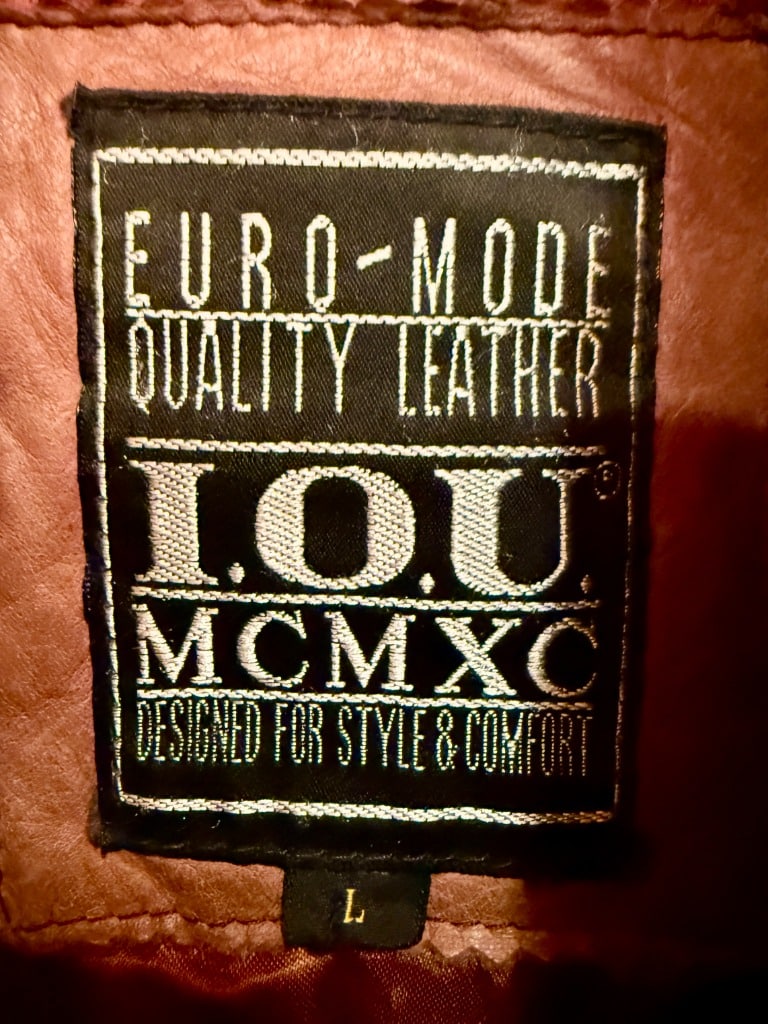 EURO-MODE
QUALITY LEATHER
I.O.U.®
MCMXC
DESIGNED FOR STYLE & COMFORT
L